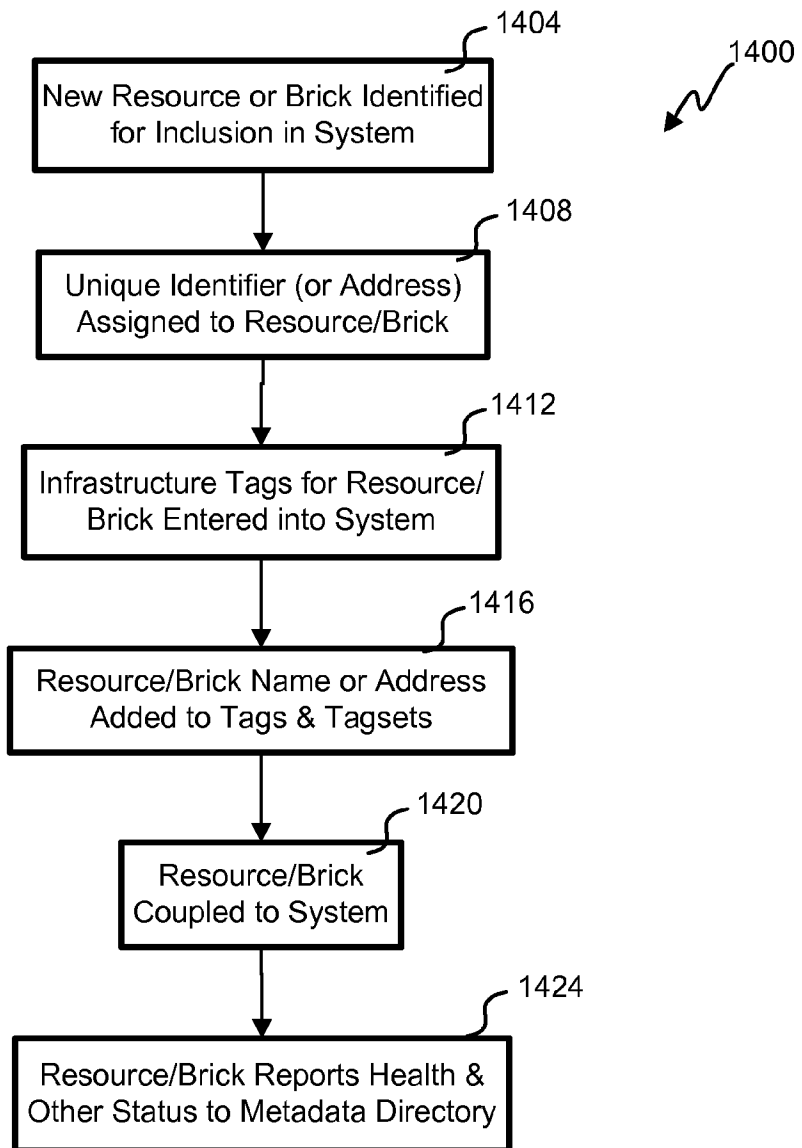 1404
1400
New Resource or Brick Identified
for Inclusion in System
1408
Unique Identifier (or Address)
Assigned to Resource/Brick
1412
Infrastructure Tags for Resource/
Brick Entered into System
1416
Resource/Brick Name or Address
Added to Tags & Tagsets
1420
Resource/Brick
Coupled to System
1424
Resource/Brick Reports Health &
Other Status to Metadata Directory